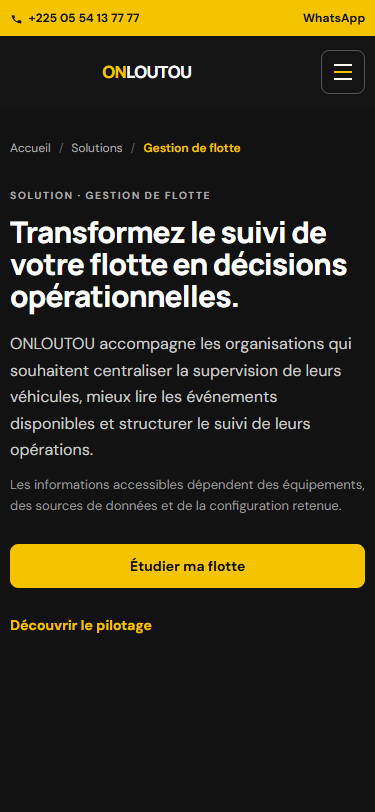 +225 05 54 13 77 77
WhatsApp
ONLOUTOU
Accueil / Solutions / Gestion de flotte
SOLUTION · GESTION DE FLOTTE
Transformez le suivi de
votre flotte en décisions
opérationnelles.
ONLOUTOU accompagne les organisations qui
souhaitent centraliser la supervision de leurs
véhicules, mieux lire les événements
disponibles et structurer le suivi de leurs
opérations.
Les informations accessibles dépendent des équipements,
des sources de données et de la configuration retenue.
Étudier ma flotte
Découvrir le pilotage